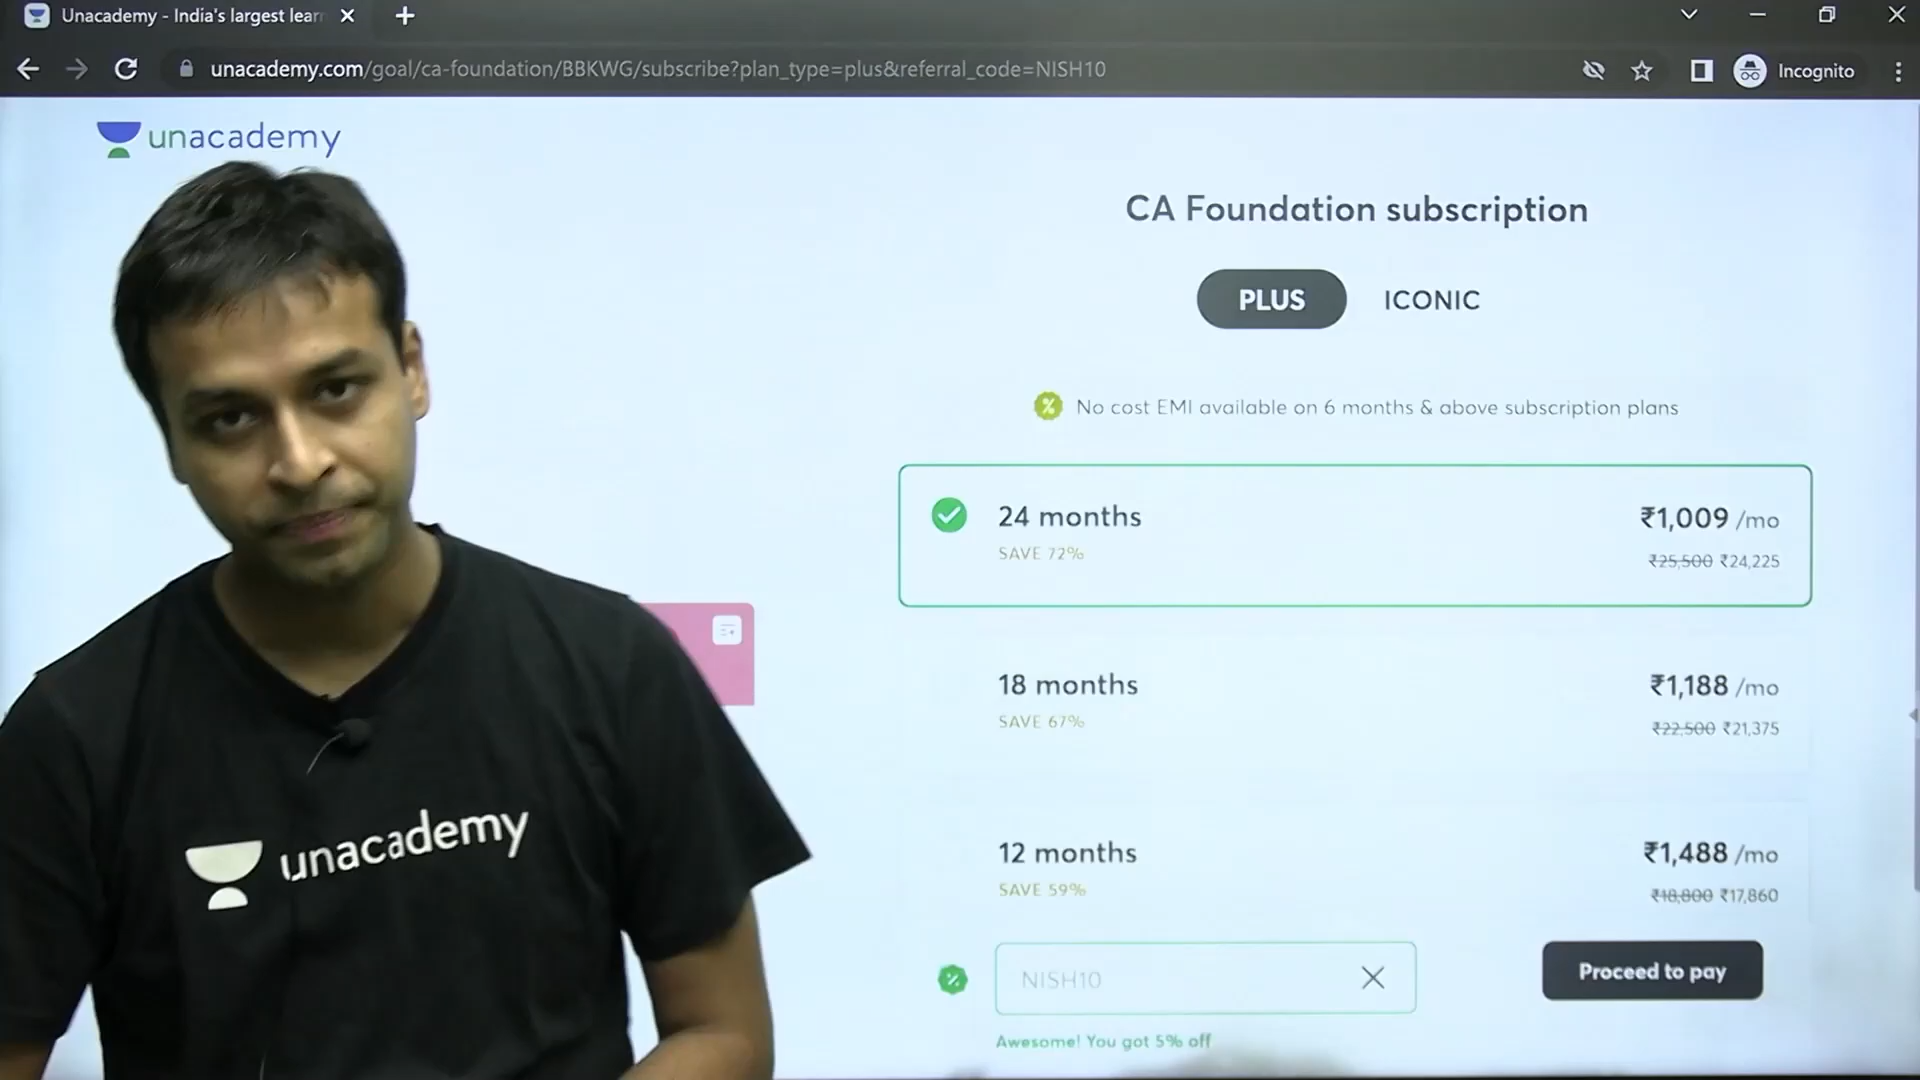 Unacademy - India's largest lear
unacademy.com/goal/ca-foundation/BBKWG/subscribe?plan_type=plus&referral_code=NISH10
Incognito
unacademy
CA Foundation subscription
PLUS ICONIC
No cost EMI available on 6 months & above subscription plans
24 months ₹1,009 /mo
SAVE 72% ₹25,500 ₹24,225
18 months ₹1,188 /mo
SAVE 67% ₹22,500 ₹21,375
12 months ₹1,488 /mo
SAVE 59% ₹18,800 ₹17,860
NISH10
Proceed to pay
Awesome! You got 5% off
unacademy